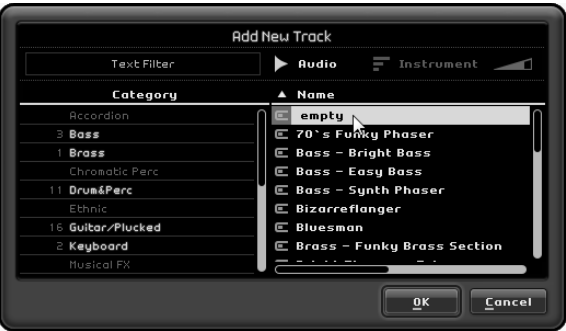 Add New Track
Text Filter
Audio
Instrument
Category
Name
Accordion
3 Bass
1 Brass
Chromatic Perc
11 Drum&Perc
Ethnic
16 Guitar/Plucked
2 Keyboard
Musical FX
empty
70`s Funky Phaser
Bass - Bright Bass
Bass - Easy Bass
Bass - Synth Phaser
Bizarreflanger
Bluesman
Brass - Funky Brass Section
OK
Cancel